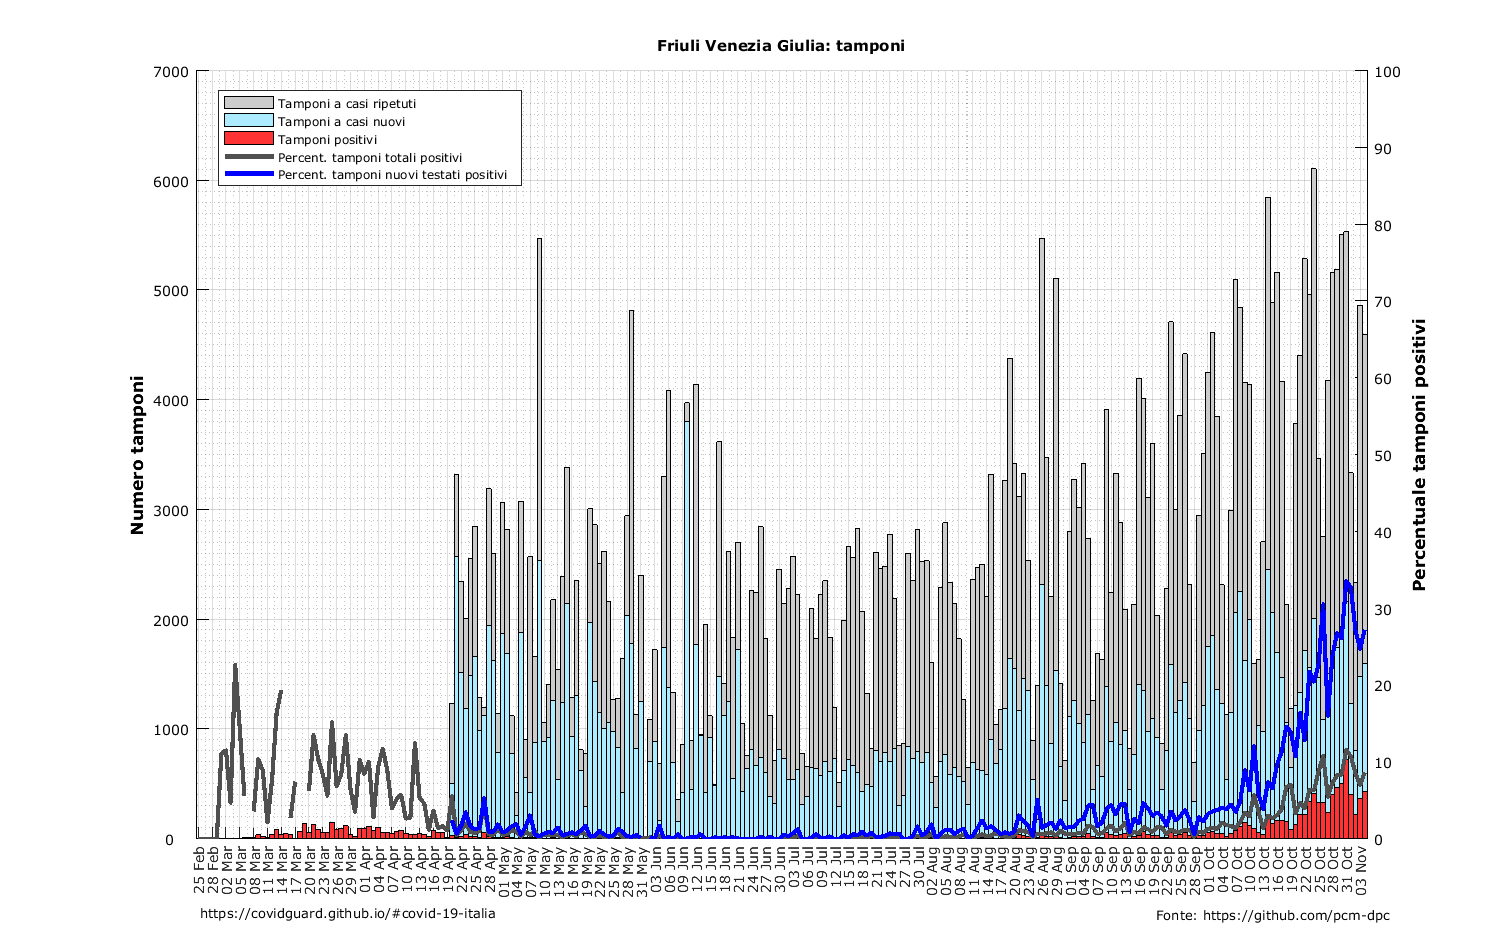 Friuli Venezia Giulia: tamponi
7000
6000
5000
4000
3000
2000
1000
0
100
90
80
70
60
50
40
30
20
10
0
Numero tamponi
Percentuale tamponi positivi
Tamponi a casi ripetuti
Tamponi a casi nuovi
Tamponi positivi
Percent. tamponi totali positivi
Percent. tamponi nuovi testati positivi
25 Feb
28 Feb
02 Mar
05 Mar
08 Mar
11 Mar
14 Mar
17 Mar
20 Mar
23 Mar
26 Mar
29 Mar
01 Apr
04 Apr
07 Apr
10 Apr
13 Apr
16 Apr
19 Apr
22 Apr
25 Apr
28 Apr
01 May
04 May
07 May
10 May
13 May
16 May
19 May
22 May
25 May
28 May
31 May
03 Jun
06 Jun
09 Jun
12 Jun
15 Jun
18 Jun
21 Jun
24 Jun
27 Jun
30 Jun
03 Jul
06 Jul
09 Jul
12 Jul
15 Jul
18 Jul
21 Jul
24 Jul
27 Jul
30 Jul
02 Aug
05 Aug
08 Aug
11 Aug
14 Aug
17 Aug
20 Aug
23 Aug
26 Aug
29 Aug
01 Sep
04 Sep
07 Sep
10 Sep
13 Sep
16 Sep
19 Sep
22 Sep
25 Sep
28 Sep
01 Oct
04 Oct
07 Oct
10 Oct
13 Oct
16 Oct
19 Oct
22 Oct
25 Oct
28 Oct
31 Oct
03 Nov
https://covidguard.github.io/#covid-19-italia
Fonte: https://github.com/pcm-dpc